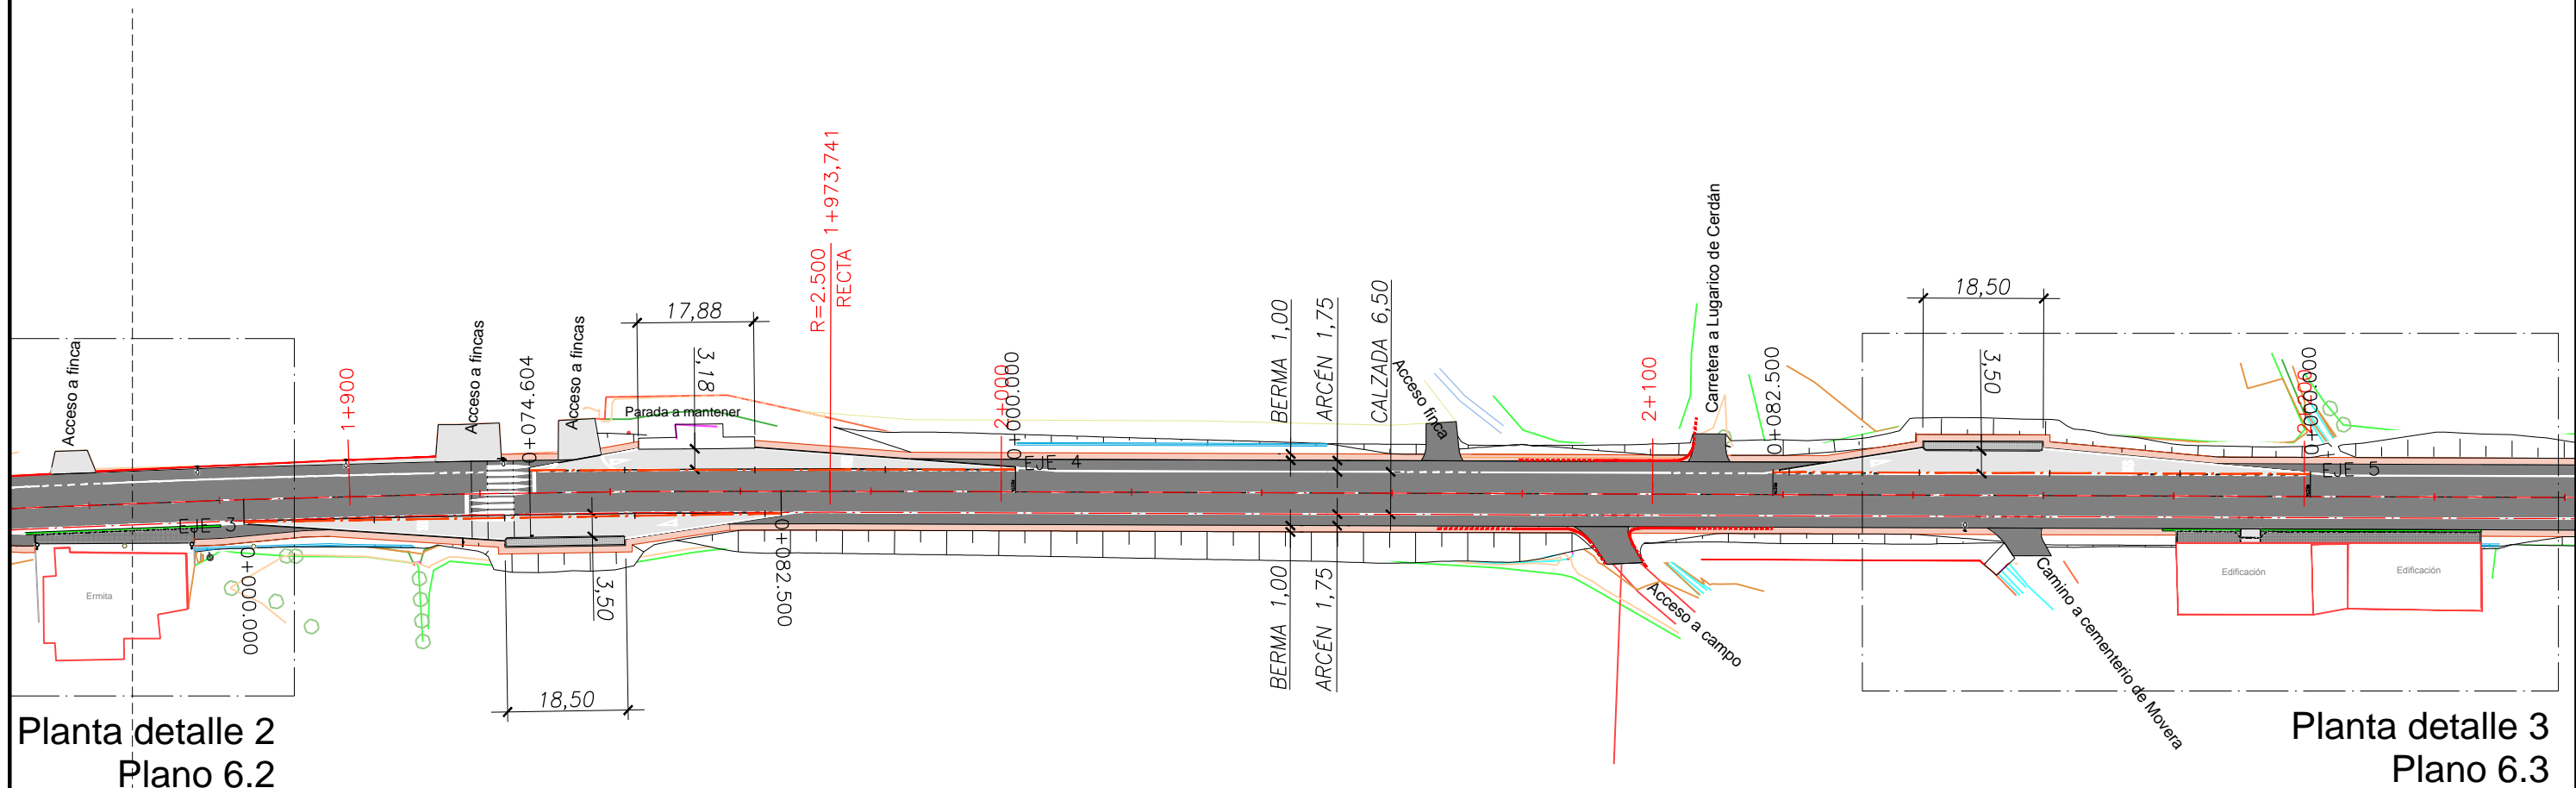 Acceso a finca
1+900
Acceso a fincas
0+074.604
Acceso a fincas
17,88
3,18
Parada a mantener
R=2.500
1+973,741
RECTA
2+000
0+000.000
EJE 4
BERMA 1,00
ARCÉN 1,75
CALZADA 6,50
Acceso finca
2+100
Carretera a Lugarico de Cerdán
0+082.500
18,50
3,50
0+000.000
EJE 5
EJE 3
Ermita
0+000.000
18,50
3,50
0+082.500
BERMA 1,00
ARCÉN 1,75
Acceso a campo
Camino a cementerio de Movera
Edificación
Edificación
Planta detalle 2
Plano 6.2
Planta detalle 3
Plano 6.3